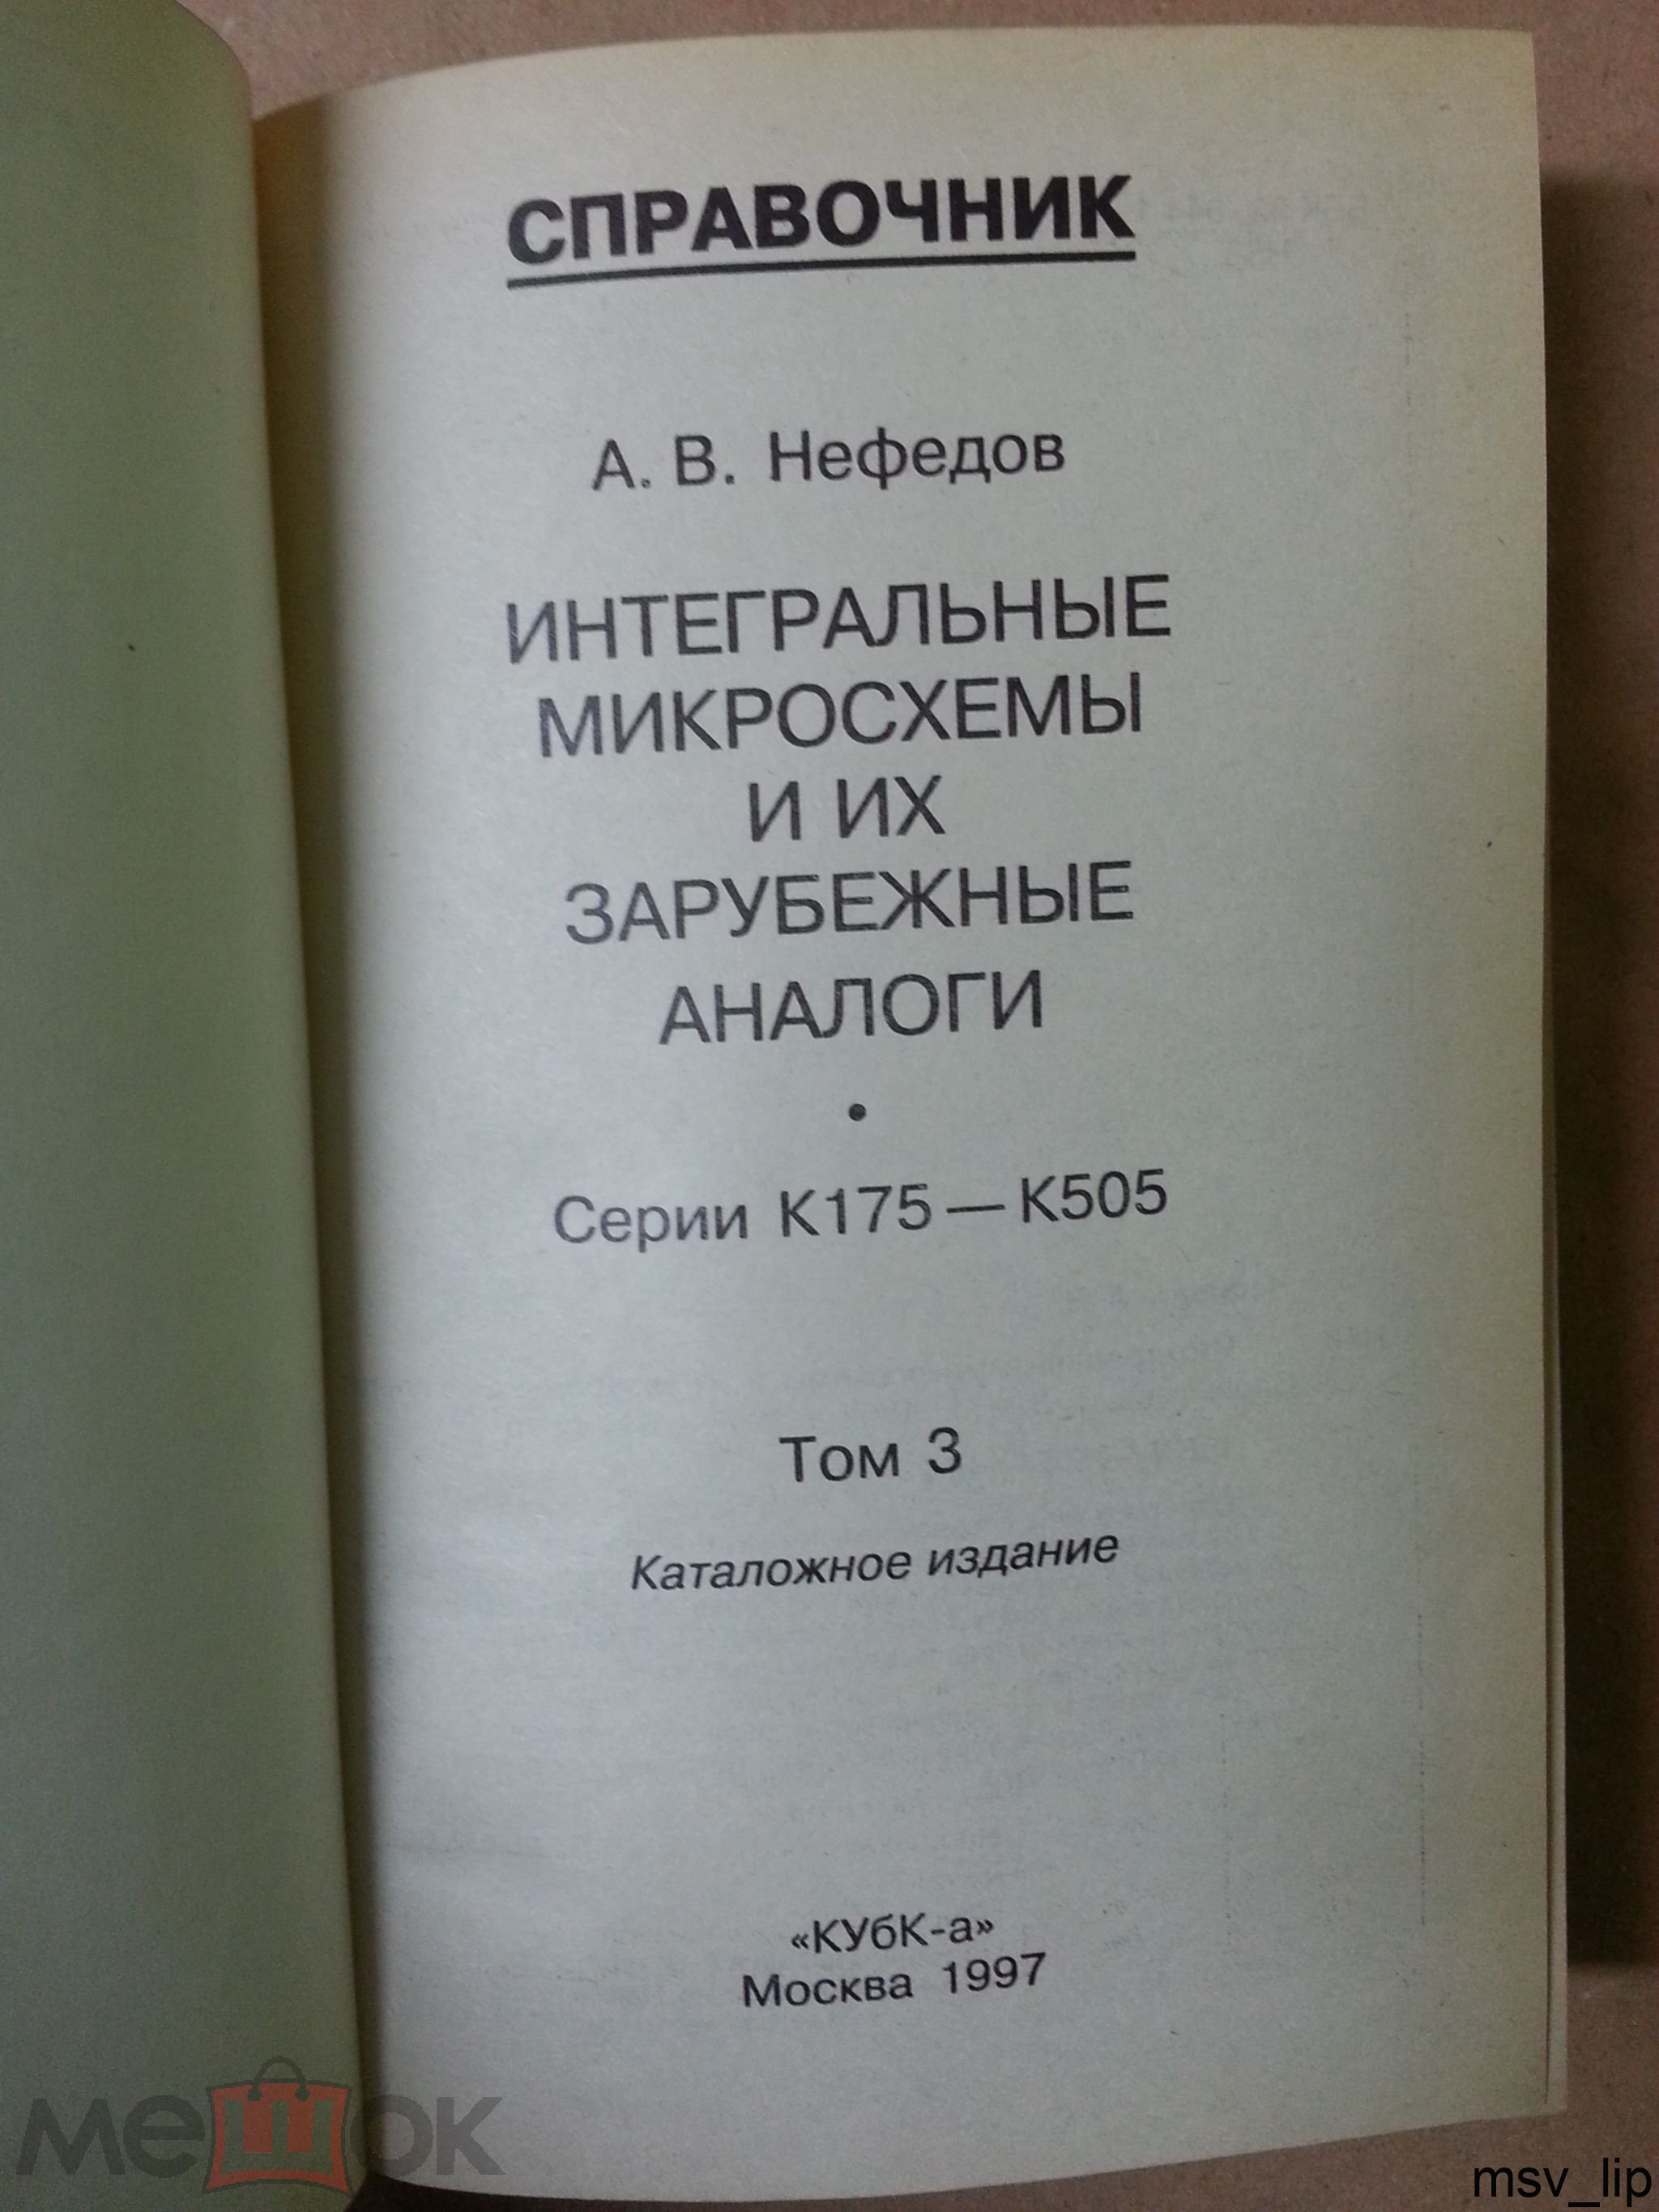 СПРАВОЧНИК
А. В. Нефедов
ИНТЕГРАЛЬНЫЕ
МИКРОСХЕМЫ
И ИХ
ЗАРУБЕЖНЫЕ
АНАЛОГИ
•
Серии К175—К505
Том 3
Каталожное издание
«КУбК-а»
Москва 1997
мешок
msv_lip